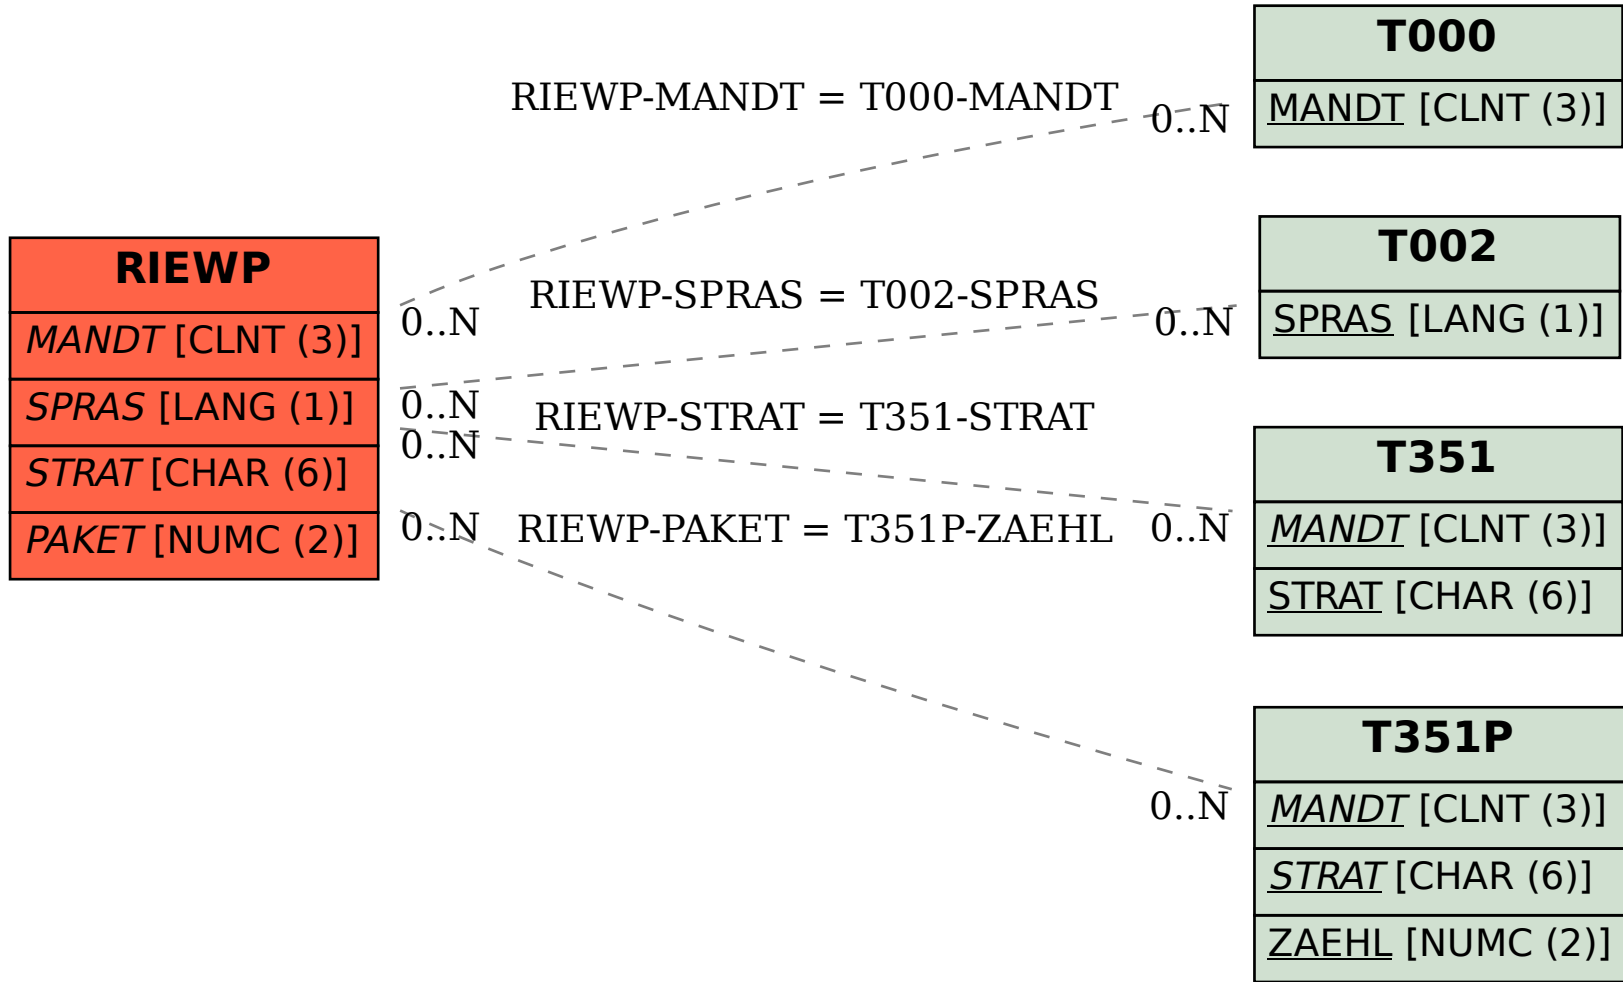 RIEWP
MANDT [CLNT (3)]
SPRAS [LANG (1)]
STRAT [CHAR (6)]
PAKET [NUMC (2)]
RIEWP-MANDT = T000-MANDT
0..N
0..N
RIEWP-SPRAS = T002-SPRAS
0..N
0..N
RIEWP-STRAT = T351-STRAT
0..N
0..N
RIEWP-PAKET = T351P-ZAEHL
0..N
0..N
T000
MANDT [CLNT (3)]
T002
SPRAS [LANG (1)]
T351
MANDT [CLNT (3)]
STRAT [CHAR (6)]
T351P
MANDT [CLNT (3)]
STRAT [CHAR (6)]
ZAEHL [NUMC (2)]